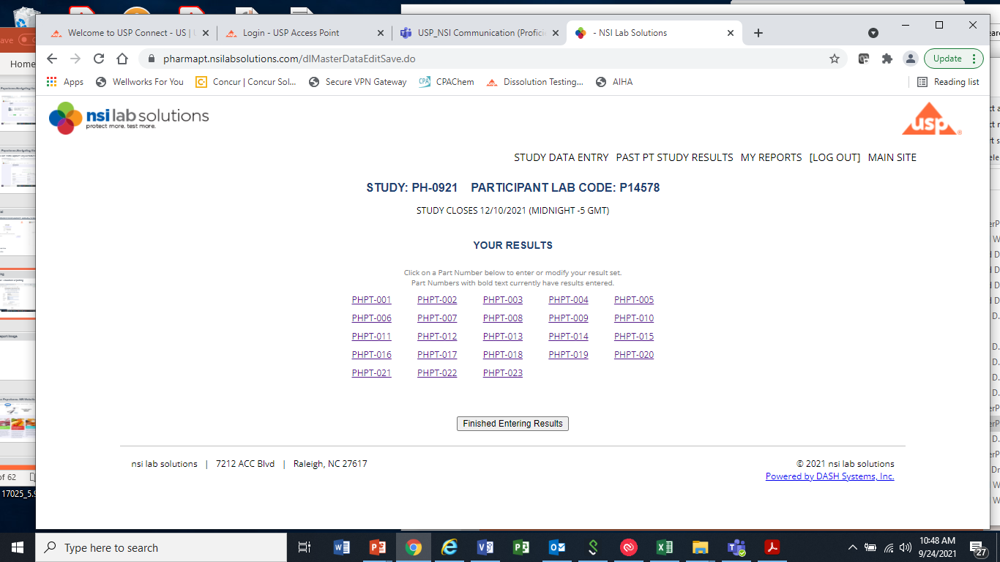 Welcome to USP Connect - US | U
Login - USP Access Point
USP_NSI Communication (Profici
- NSI Lab Solutions
pharmapt.nsilabsolutions.com/dlMasterDataEditSave.do
Update
Apps
Wellworks For You
Concur | Concur Sol...
Secure VPN Gateway
CPAChem
Dissolution Testing...
AIHA
Reading list
Home
nsi lab solutions
protect more. test more.
usp
STUDY DATA ENTRY PAST PT STUDY RESULTS MY REPORTS [LOG OUT] MAIN SITE
STUDY: PH-0921 PARTICIPANT LAB CODE: P14578
STUDY CLOSES 12/10/2021 (MIDNIGHT -5 GMT)
YOUR RESULTS
Click on a Part Number below to enter or modify your result set.
Part Numbers with bold text currently have results entered.
PHPT-001 PHPT-002 PHPT-003 PHPT-004 PHPT-005
PHPT-006 PHPT-007 PHPT-008 PHPT-009 PHPT-010
PHPT-011 PHPT-012 PHPT-013 PHPT-014 PHPT-015
PHPT-016 PHPT-017 PHPT-018 PHPT-019 PHPT-020
PHPT-021 PHPT-022 PHPT-023
Finished Entering Results
nsi lab solutions | 7212 ACC Blvd | Raleigh, NC 27617
© 2021 nsi lab solutions
Powered by DASH Systems, Inc.
of 62
17025_5.9
Type here to search
10:48 AM
9/24/2021
27